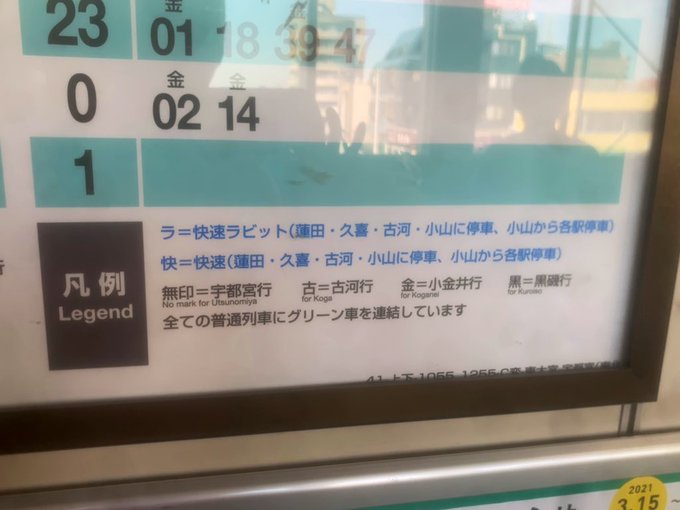 金
23 01 18 39 47
金 金
0 02 14
1
凡例
Legend
ラ=快速ラビット(蓮田・久喜・古河・小山に停車、小山から各駅停車)
快=快速(蓮田・久喜・古河・小山に停車、小山から各駅停車)
無印=宇都宮行 古=古河行 金=小金井行 黒=黒磯行
No mark for Utsunomiya for Koga for Koganei for Kuroiso
全ての普通列車にグリーン車を連結しています
行
2021
3.15~